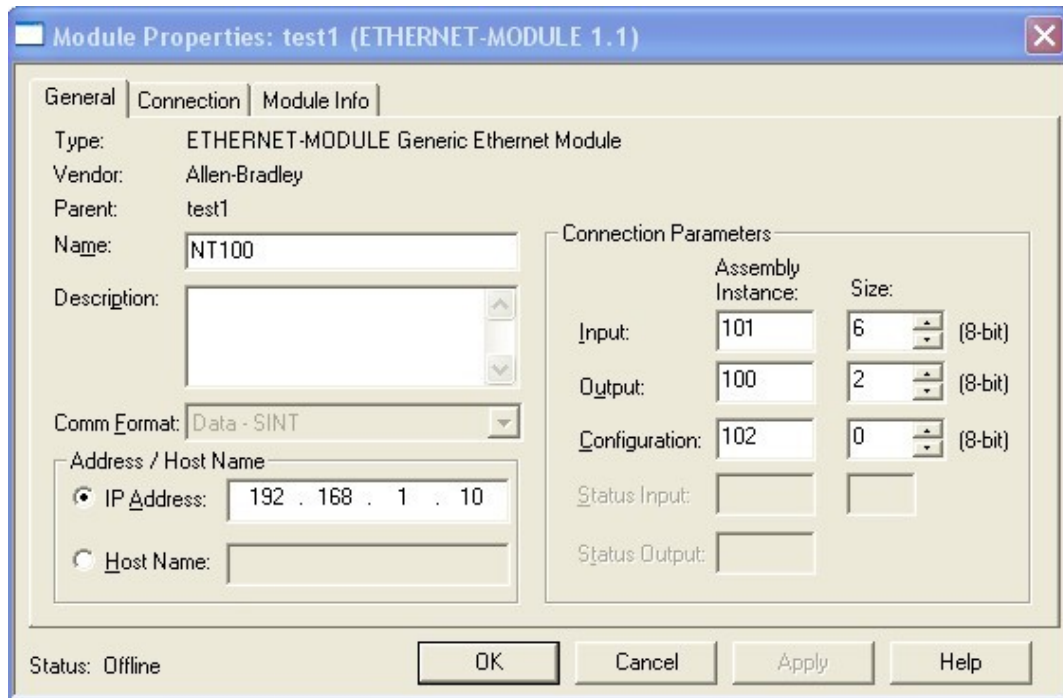 Module Properties: test1 (ETHERNET-MODULE 1.1)
General Connection Module Info
Type: ETHERNET-MODULE Generic Ethernet Module
Vendor: Allen-Bradley
Parent: test1
Name: NT100
Description:
Comm Format: Data - SINT
Address / Host Name
IP Address: 192 . 168 . 1 . 10
Host Name:
Connection Parameters
Assembly Instance: Size:
Input: 101 6 (8-bit)
Output: 100 2 (8-bit)
Configuration: 102 0 (8-bit)
Status Input:
Status Output:
Status: Offline OK Cancel Apply Help